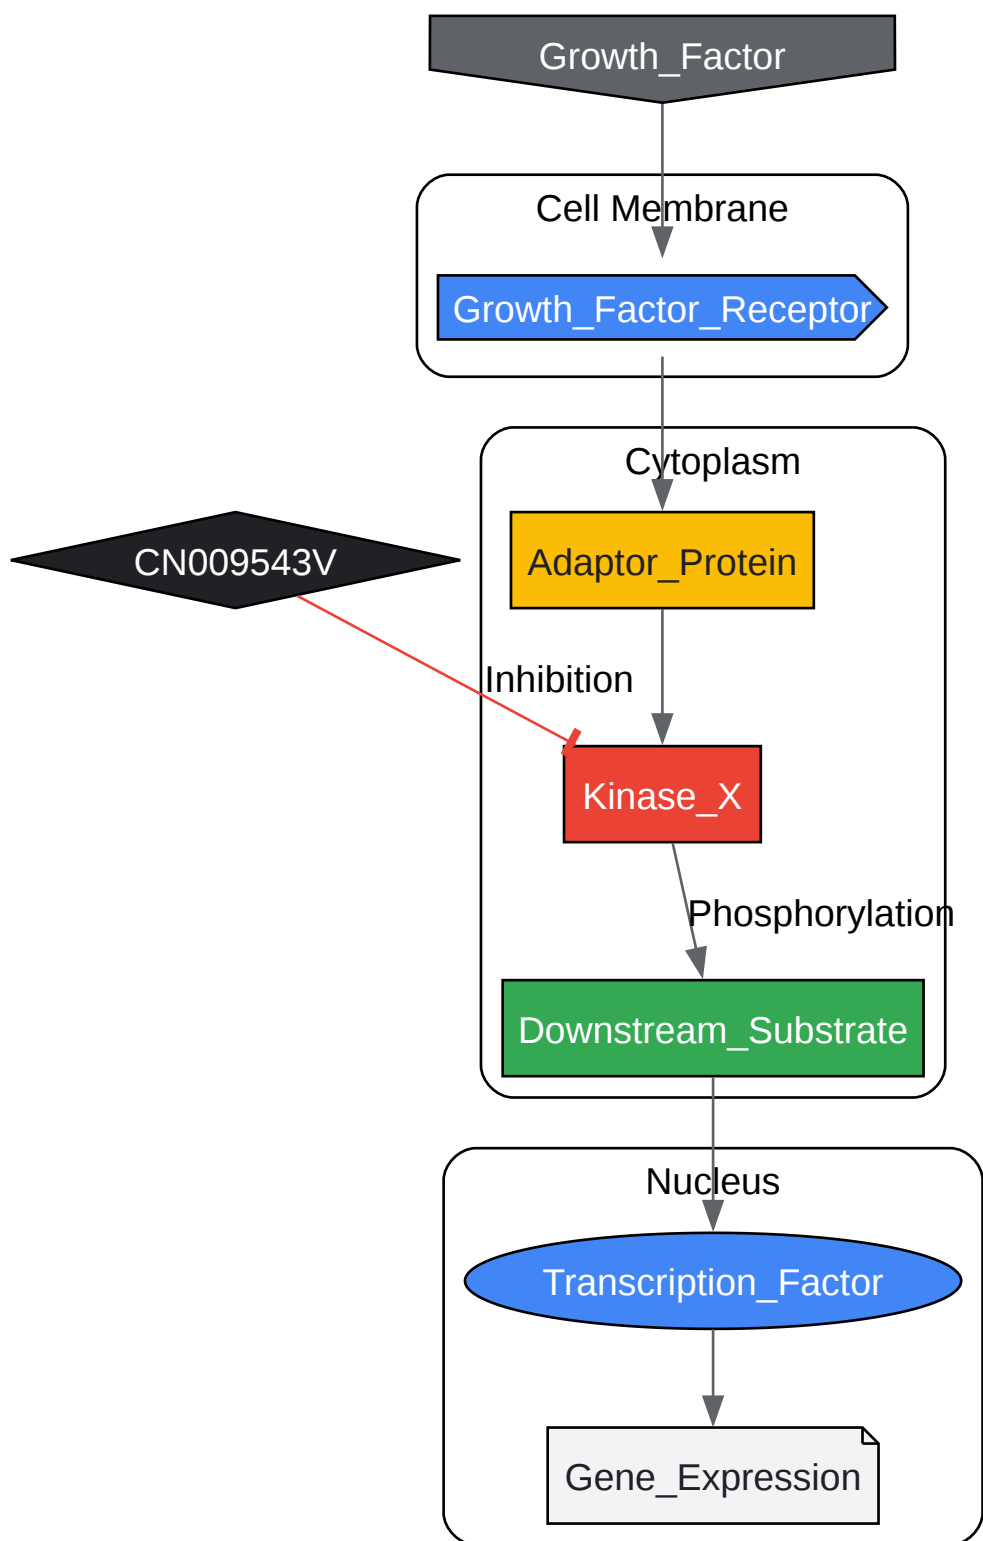 Growth_Factor
Cell Membrane
Growth_Factor_Receptor
Cytoplasm
CN009543V
Adaptor_Protein
Inhibition
Kinase_X
Phosphorylation
Downstream_Substrate
Nucleus
Transcription_Factor
Gene_Expression